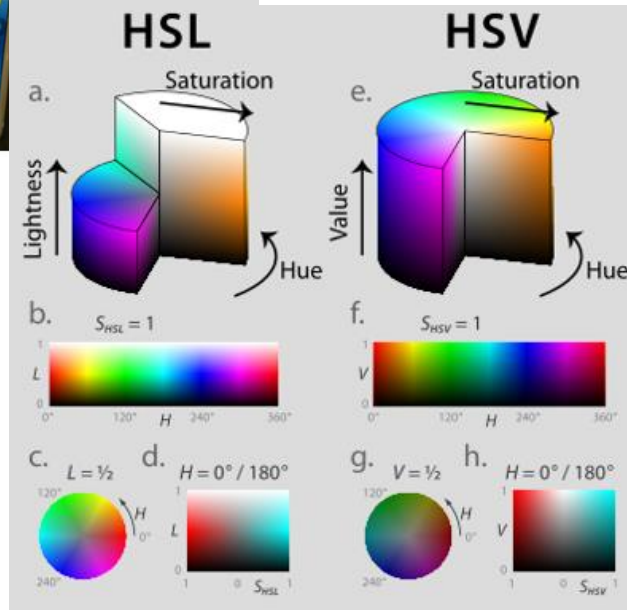 HSL
HSV
a.
Saturation
Lightness
Hue
e.
Saturation
Value
Hue
b.
S_HSL = 1
1
L
0
0°
120°
H
240°
360°
f.
S_HSV = 1
1
V
0
0°
120°
H
240°
360°
c.
L = ½
120°
H
0°
240°
d.
H = 0° / 180°
1
L
0
1
0
S_HSL
1
g.
V = ½
120°
H
0°
240°
h.
H = 0° / 180°
1
V
0
1
0
S_HSV
1